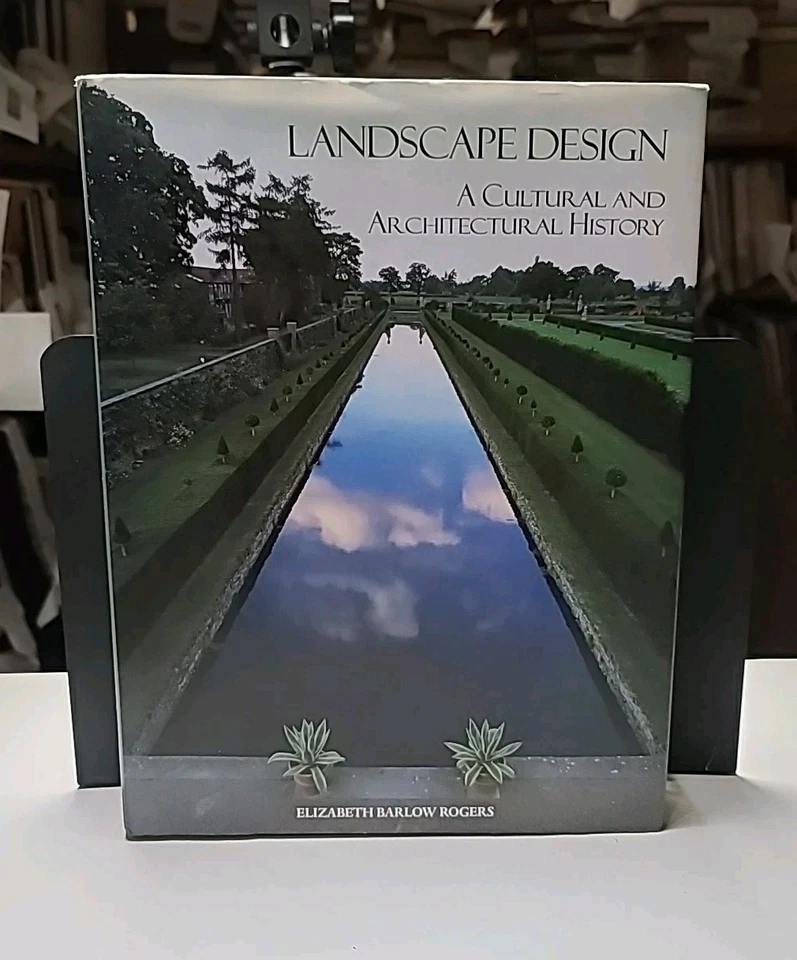 LANDSCAPE DESIGN
A CULTURAL AND
ARCHITECTURAL HISTORY
ELIZABETH BARLOW ROGERS